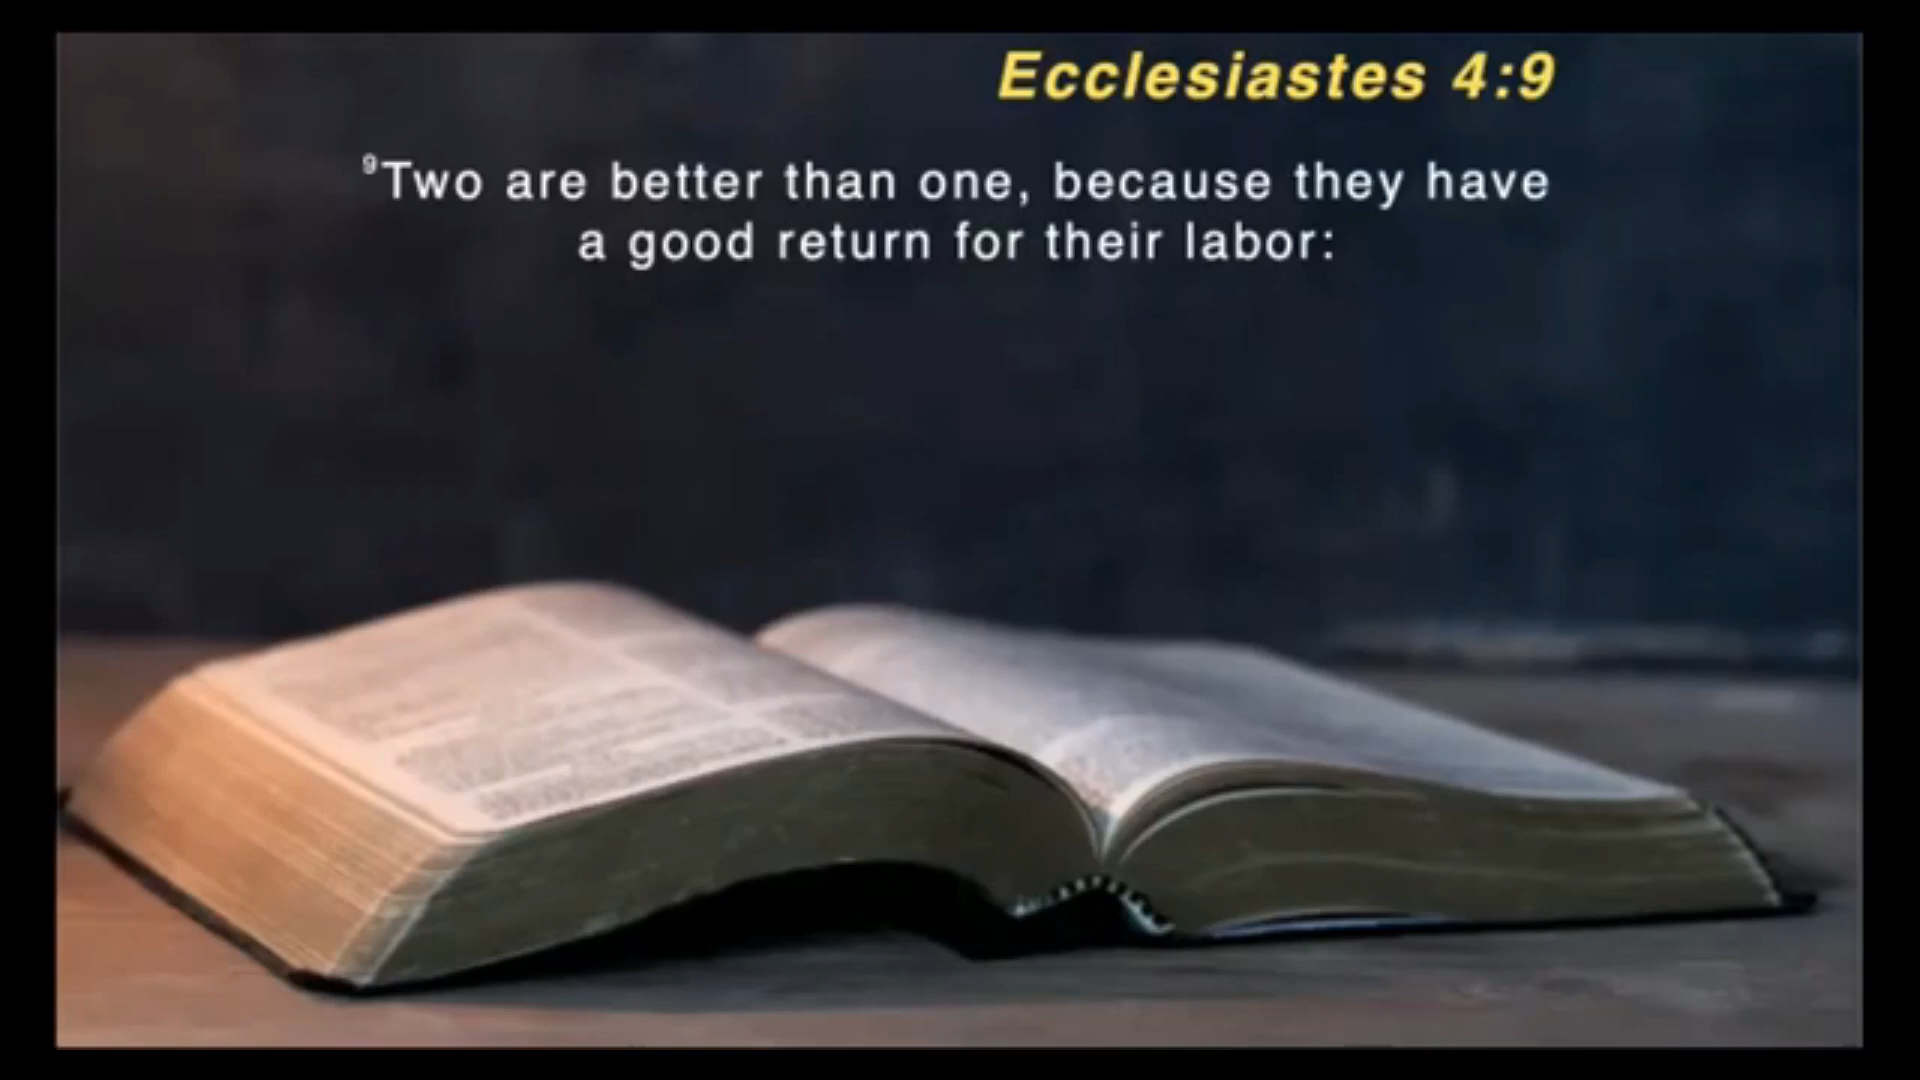 Ecclesiastes 4:9
⁹Two are better than one, because they have
a good return for their labor: